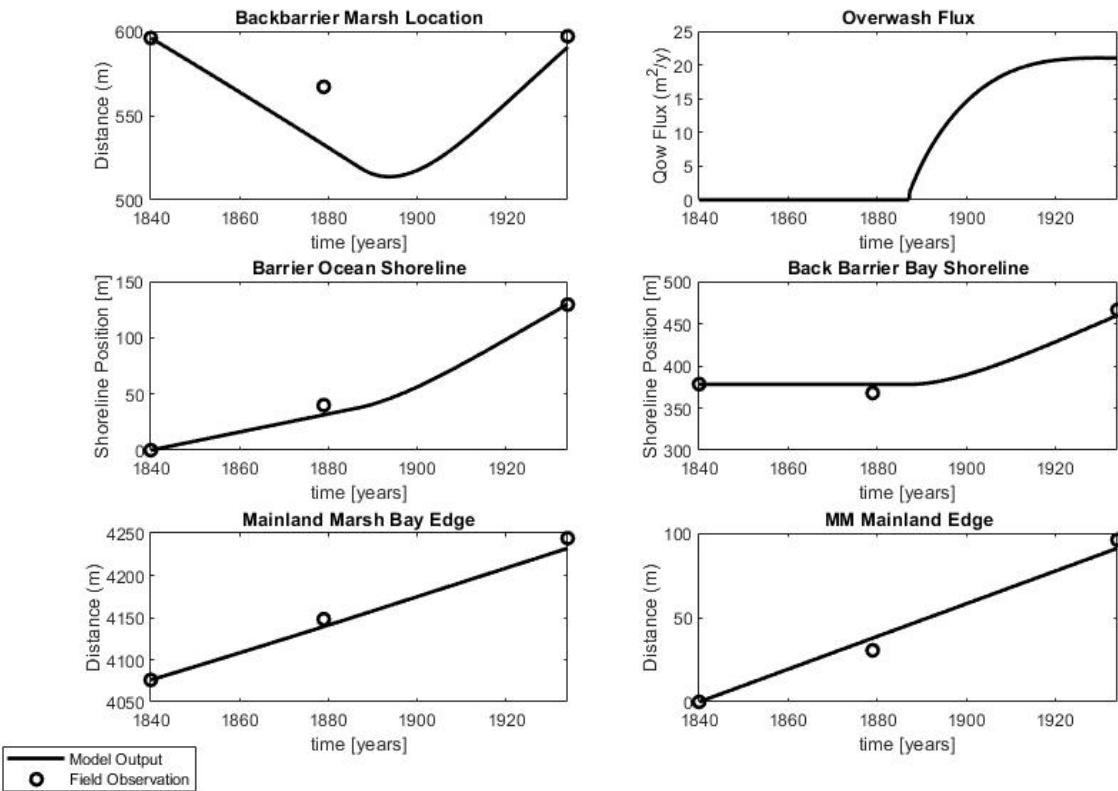 Backbarrier Marsh Location
600
550
500
Distance (m)
1840 1860 1880 1900 1920
time [years]
Overwash Flux
25
20
15
10
5
0
Qow Flux (m²/y)
1840 1860 1880 1900 1920
time [years]
Barrier Ocean Shoreline
150
100
50
0
Shoreline Position [m]
1840 1860 1880 1900 1920
time [years]
Back Barrier Bay Shoreline
500
450
400
350
300
Shoreline Position [m]
1840 1860 1880 1900 1920
time [years]
Mainland Marsh Bay Edge
4250
4200
4150
4100
4050
Distance (m)
1840 1860 1880 1900 1920
time [years]
MM Mainland Edge
100
50
0
Distance (m)
1840 1860 1880 1900 1920
time [years]
Model Output
Field Observation